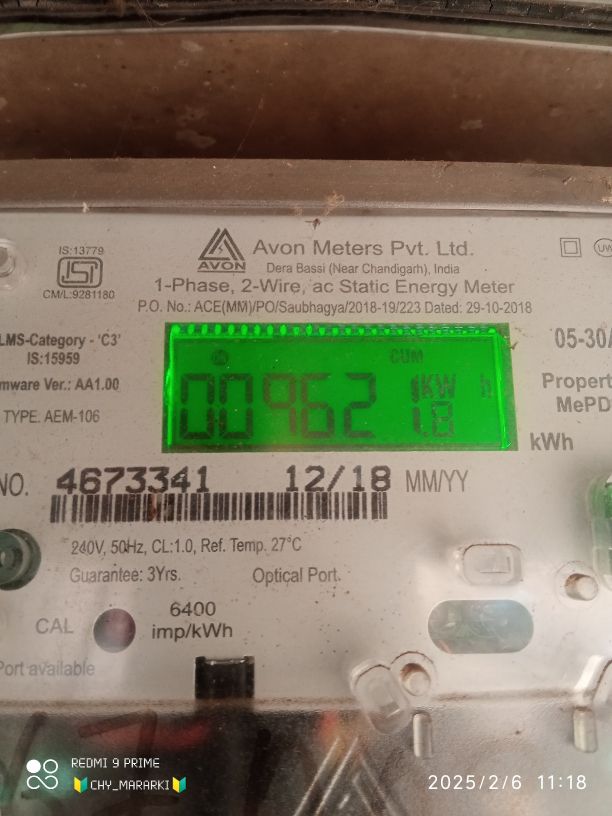 IS:13779
ISI
CM/L:9281180
AVON
Avon Meters Pvt. Ltd.
Dera Bassi (Near Chandigarh), India
1-Phase, 2-Wire, ac Static Energy Meter
P.O. No.: ACE(MM)/PO/Saubhagya/2018-19/223 Dated: 29-10-2018
LMS-Category - 'C3'
IS:15959
mware Ver.: AA1.00
TYPE. AEM-106
CUM
009621.8
KW h
kWh
05-30A
Propert
MePD
NO. 4673341 12/18 MM/YY
240V, 50Hz, CL:1.0, Ref. Temp. 27°C
Guarantee: 3Yrs. Optical Port.
CAL
6400
imp/kWh
Port available
REDMI 9 PRIME
🔰CHY_MARARKI🔰
2025/2/6 11:18